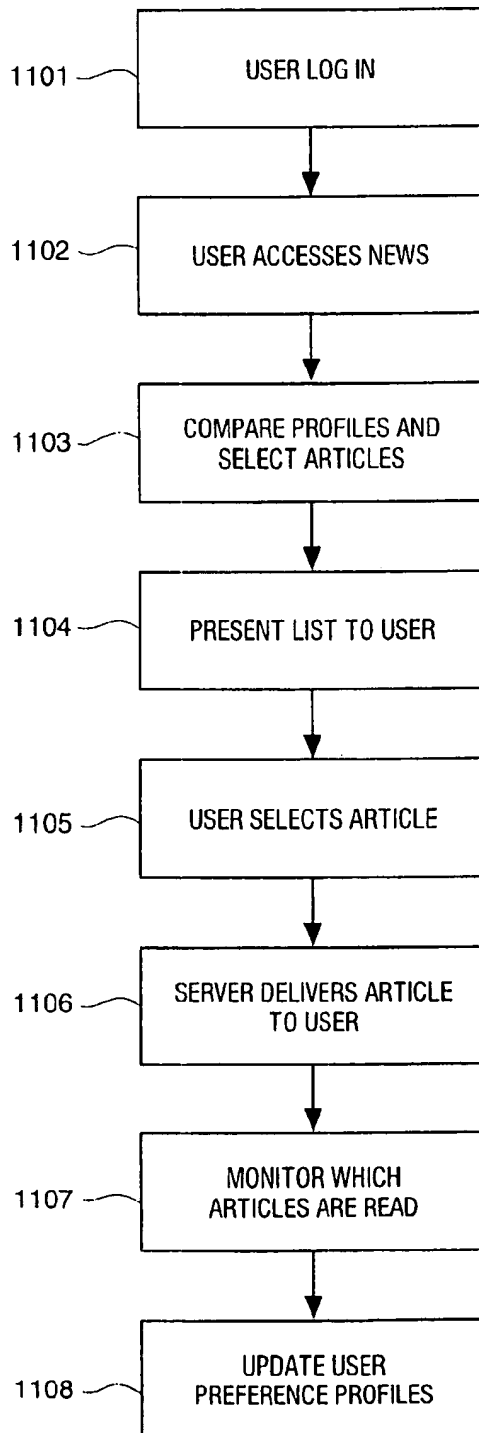 1101
USER LOG IN
1102
USER ACCESSES NEWS
1103
COMPARE PROFILES AND
SELECT ARTICLES
1104
PRESENT LIST TO USER
1105
USER SELECTS ARTICLE
1106
SERVER DELIVERS ARTICLE
TO USER
1107
MONITOR WHICH
ARTICLES ARE READ
1108
UPDATE USER
PREFERENCE PROFILES